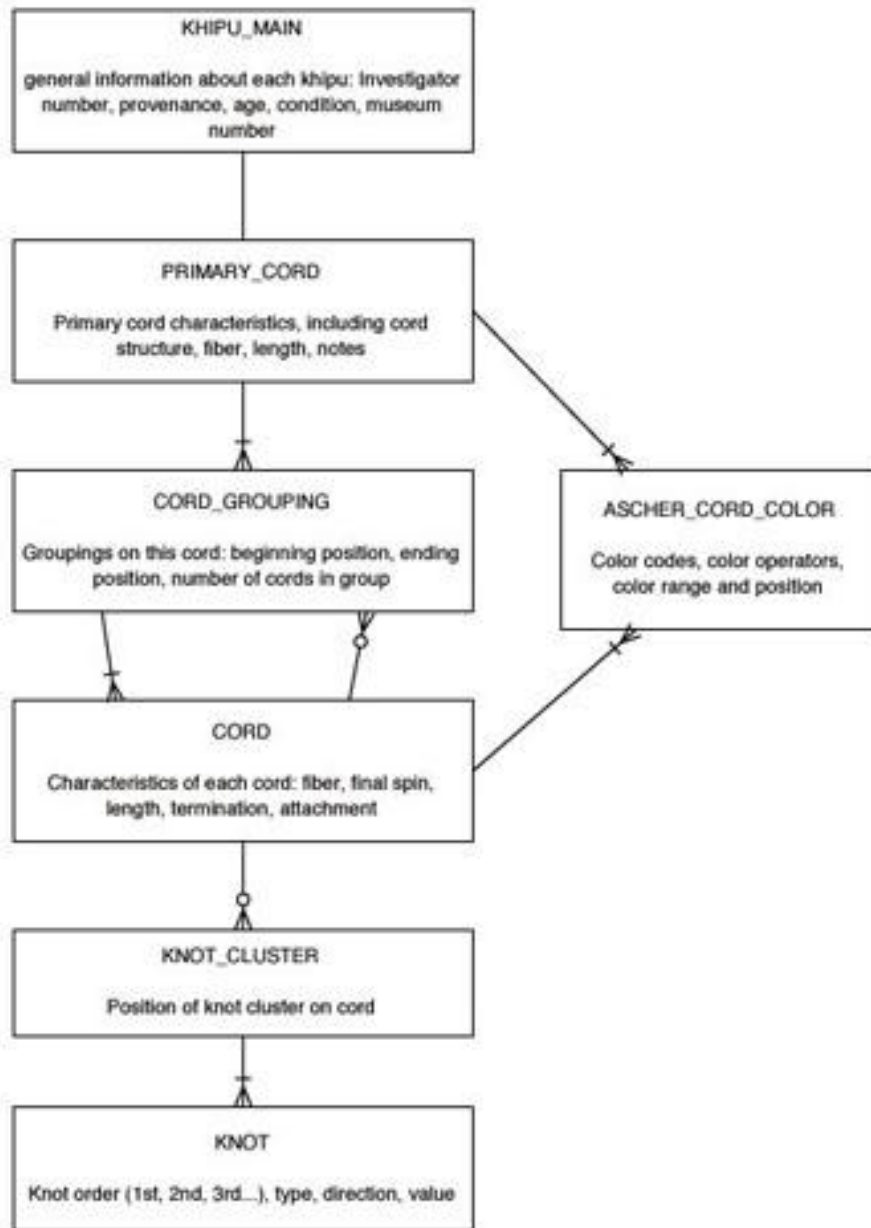 KHIPU_MAIN
general information about each khipu: Investigator
number, provenance, age, condition, museum
number
PRIMARY_CORD
Primary cord characteristics, including cord
structure, fiber, length, notes
CORD_GROUPING
Groupings on this cord: beginning position, ending
position, number of cords in group
ASCHER_CORD_COLOR
Color codes, color operators,
color range and position
CORD
Characteristics of each cord: fiber, final spin,
length, termination, attachment
KNOT_CLUSTER
Position of knot cluster on cord
KNOT
Knot order (1st, 2nd, 3rd...), type, direction, value